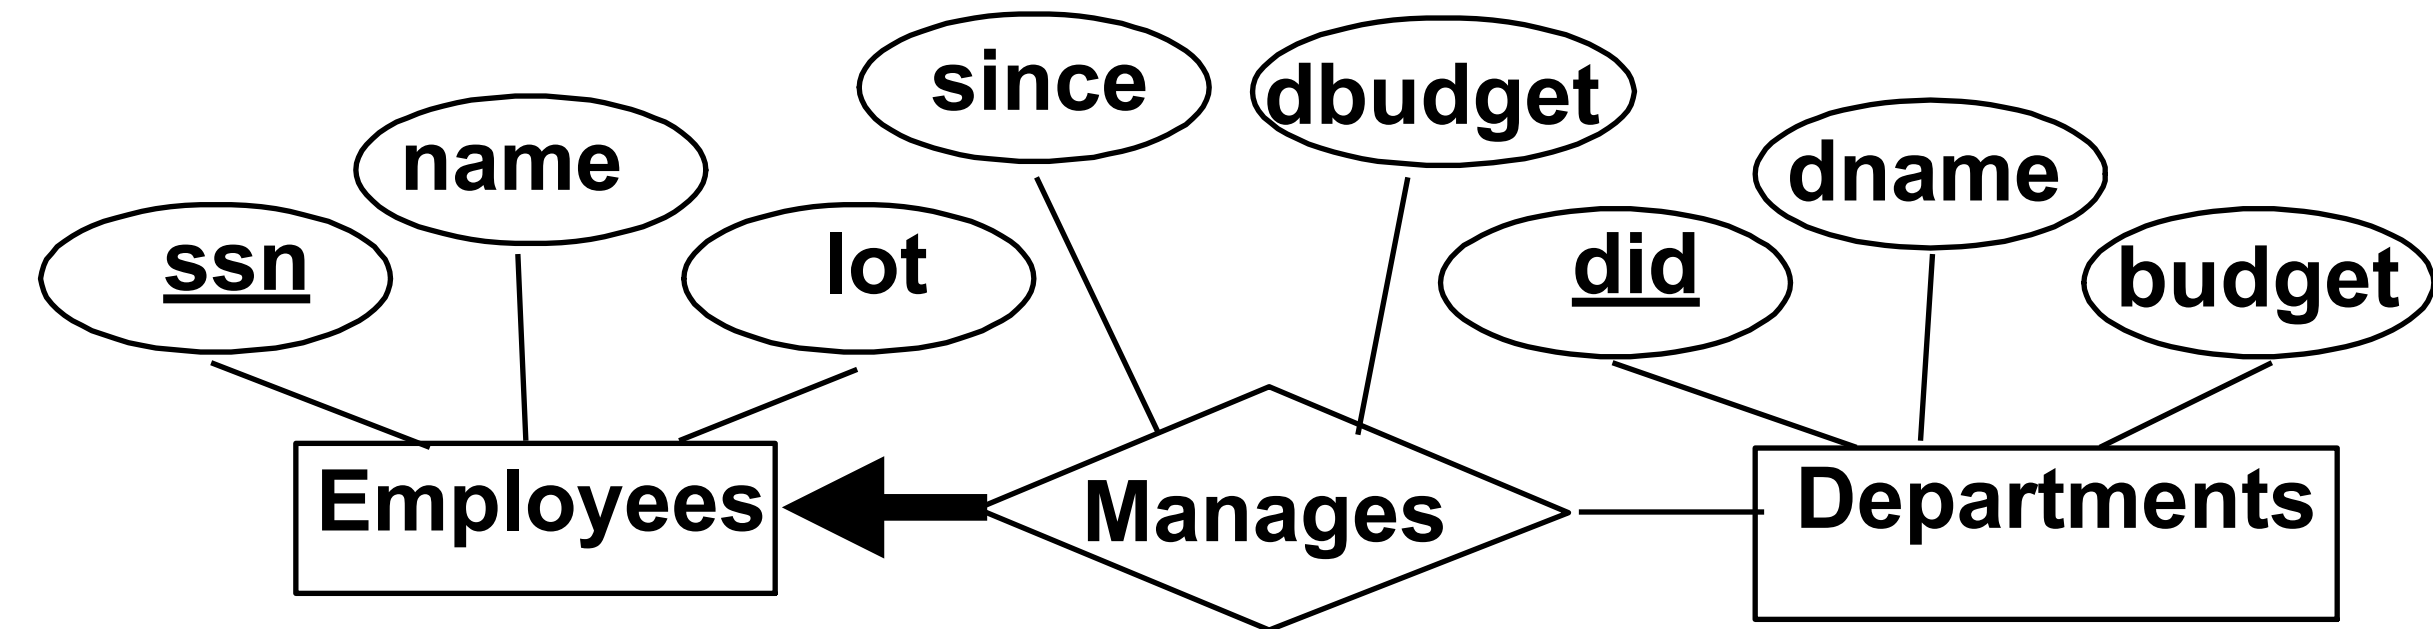 since
dbudget
name
dname
ssn
lot
did
budget
Employees
Manages
Departments